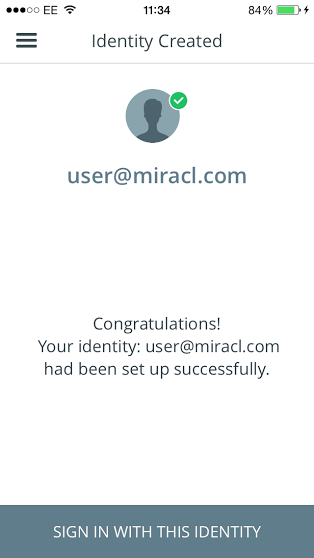 EE 11:34 84%
Identity Created
user@miracl.com
Congratulations!
Your identity: user@miracl.com
had been set up successfully.
SIGN IN WITH THIS IDENTITY